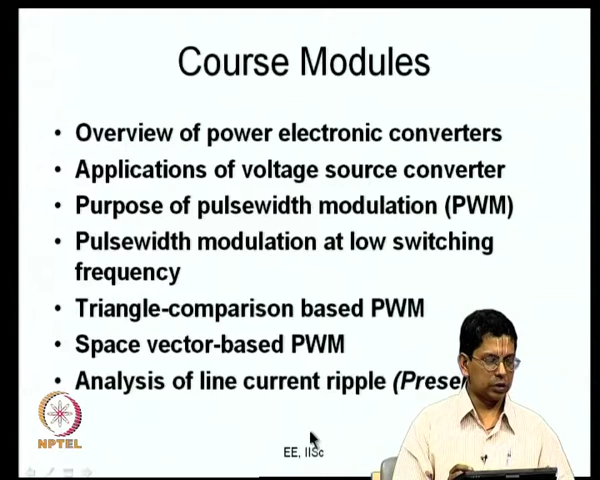 Course Modules
• Overview of power electronic converters
• Applications of voltage source converter
• Purpose of pulsewidth modulation (PWM)
• Pulsewidth modulation at low switching
frequency
• Triangle-comparison based PWM
• Space vector-based PWM
• Analysis of line current ripple
NPTEL
EE, IISc